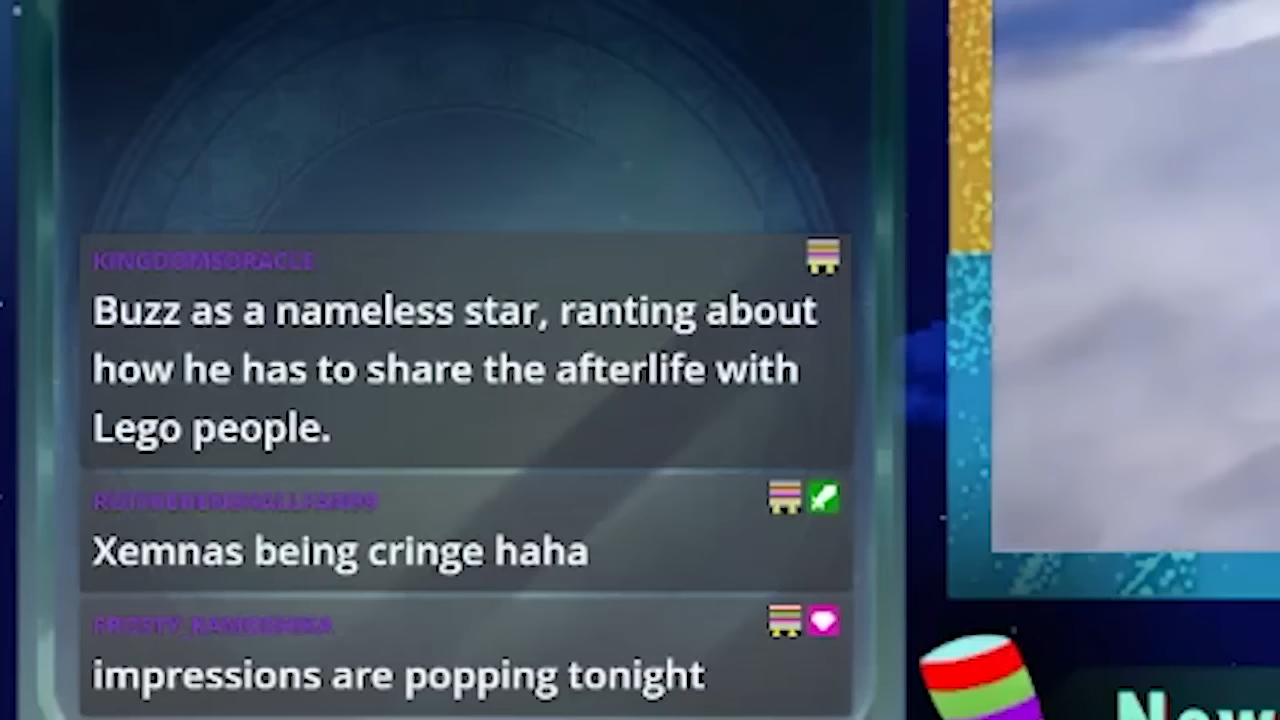 KINGDOMSORACLE
Buzz as a nameless star, ranting about
how he has to share the afterlife with
Lego people.
Xemnas being cringe haha
impressions are popping tonight